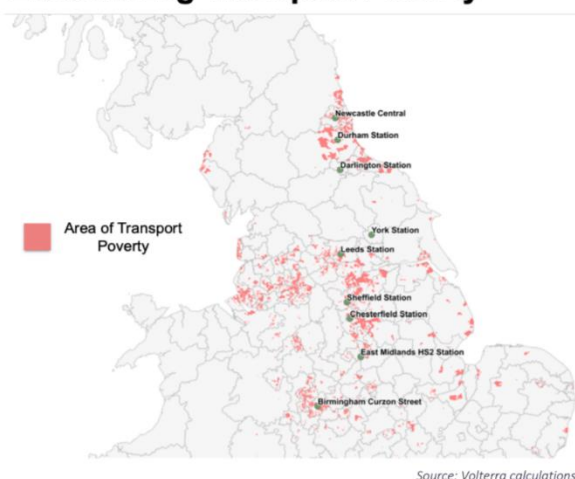 Newcastle Central
Durham Station
Darlington Station
Area of Transport
Poverty
York Station
Leeds Station
Sheffield Station
Chesterfield Station
East Midlands HS2 Station
Birmingham Curzon Street
Source: Volterra calculations